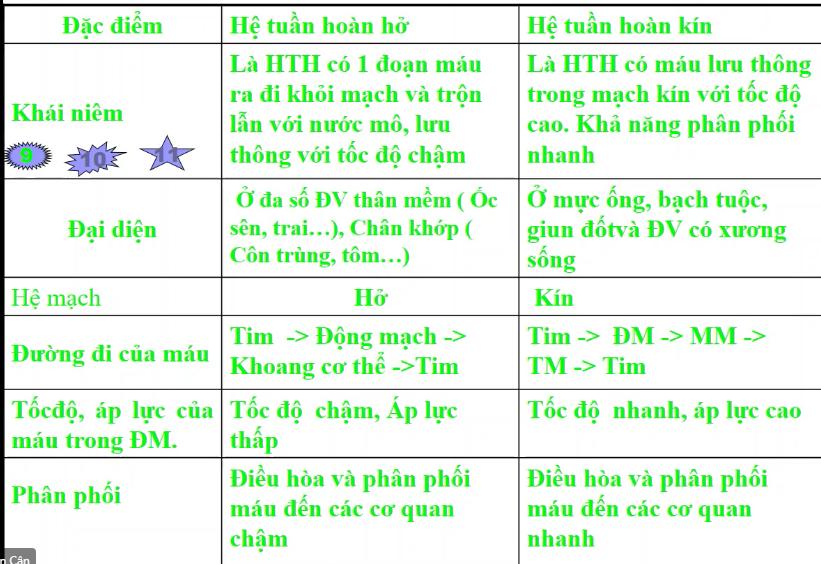 Đặc điểm
Hệ tuần hoàn hở
Hệ tuần hoàn kín
Khái niêm
9
10
11
Là HTH có 1 đoạn máu
ra đi khỏi mạch và trộn
lẫn với nước mô, lưu
thông với tốc độ chậm
Là HTH có máu lưu thông
trong mạch kín với tốc độ
cao. Khả năng phân phối
nhanh
Đại diện
Ở đa số ĐV thân mềm ( Ốc
sên, trai...), Chân khớp (
Côn trùng, tôm...)
Ở mực ống, bạch tuộc,
giun đốtvà ĐV có xương
sống
Hệ mạch
Hở
Kín
Đường đi của máu
Tim -> Động mạch ->
Khoang cơ thể ->Tim
Tim -> ĐM -> MM ->
TM -> Tim
Tốcđộ, áp lực của
máu trong ĐM.
Tốc độ chậm, Áp lực
thấp
Tốc độ nhanh, áp lực cao
Phân phối
Điều hòa và phân phối
máu đến các cơ quan
chậm
Điều hòa và phân phối
máu đến các cơ quan
nhanh